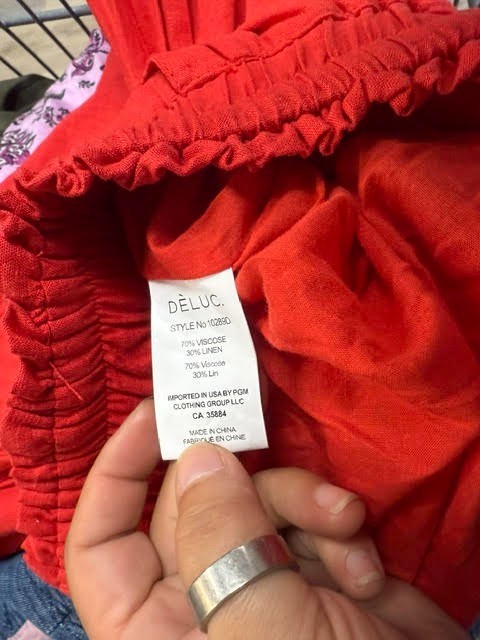 DÈLUC.
STYLE No 10289D
70% VISCOSE
30% LINEN
70% Viscose
30% Lin
IMPORTED IN USA BY PGM
CLOTHING GROUP LLC
CA 35884
MADE IN CHINA
FABRIQUÉ EN CHINE